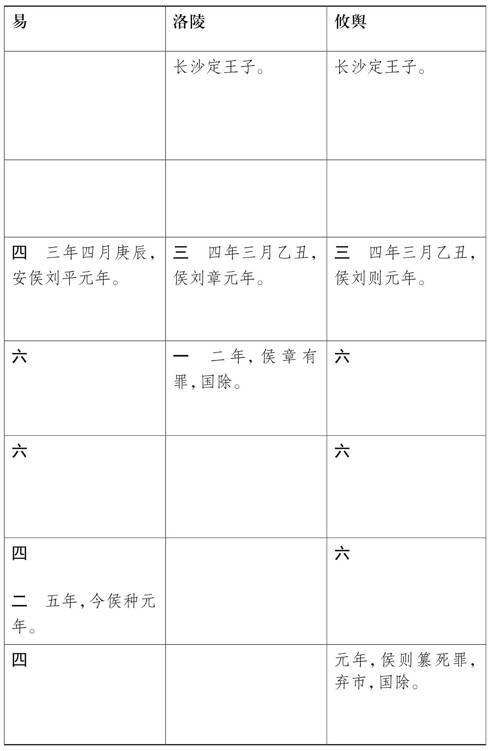 易 洛陵 攸舆
长沙定王子。 长沙定王子。
四 三年四月庚辰， 三 四年三月乙丑， 三 四年三月乙丑，
安侯刘平元年。 侯刘章元年。 侯刘则元年。
六 一 二年，侯章有 六
罪，国除。
六 六
四 六
二 五年，今侯种元
年。
四 元年，侯则篡死罪，
弃市，国除。